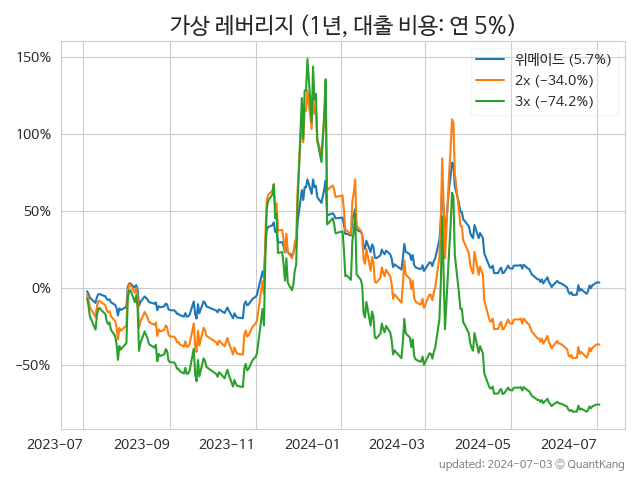 가상 레버리지 (1년, 대출 비용: 연 5%)
위메이드 (5.7%)
2x (−34.0%)
3x (−74.2%)
150%
100%
50%
0%
−50%
2023-07
2023-09
2023-11
2024-01
2024-03
2024-05
2024-07
updated: 2024-07-03 © QuantKang